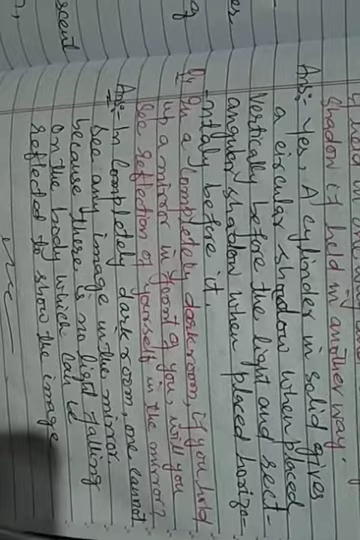 shadow if held in another way.
Ans:- Yes, A cylinder in solid gives
a circular shadow when placed
Vertically before the light and rect-
angular shadow when placed horizo-
ntaly before it.
In a completely dark room, if you hold
up a mirror in front of you, will you
see reflection of yourself in the mirror?
Ans:- In completely dark room, one cannot
see any image in the mirror.
because there is no light falling
on the body which can be
reflected to show the image